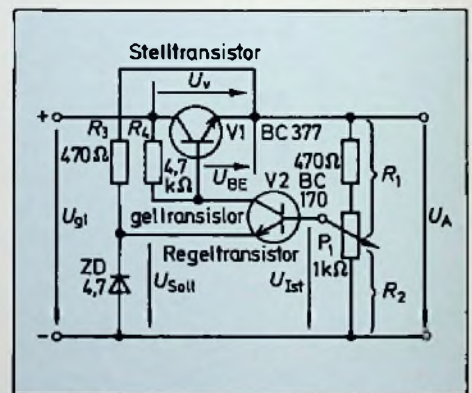 Stelltransistor
Uv
+
R3
R4
V1
BC 377
470Ω
4,7
kΩ
UBE
V2
BC
170
470Ω
R1
Ugl
geltransistor
UA
Regeltransistor
P1
1kΩ
ZD
4,7
USoll
UIst
R2
-